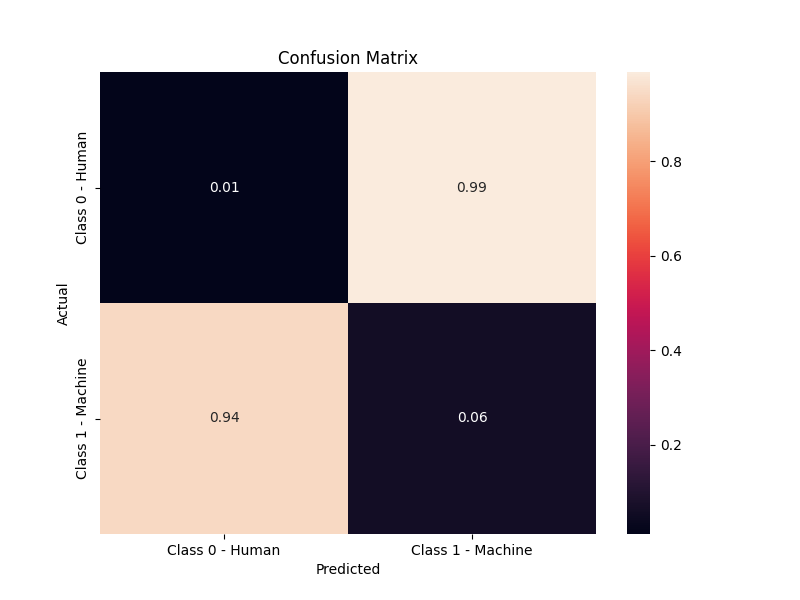 Confusion Matrix
Class 0 - Human
0.01
0.99
0.8
0.6
Actual
0.4
Class 1 - Machine
0.94
0.06
0.2
Class 0 - Human
Class 1 - Machine
Predicted